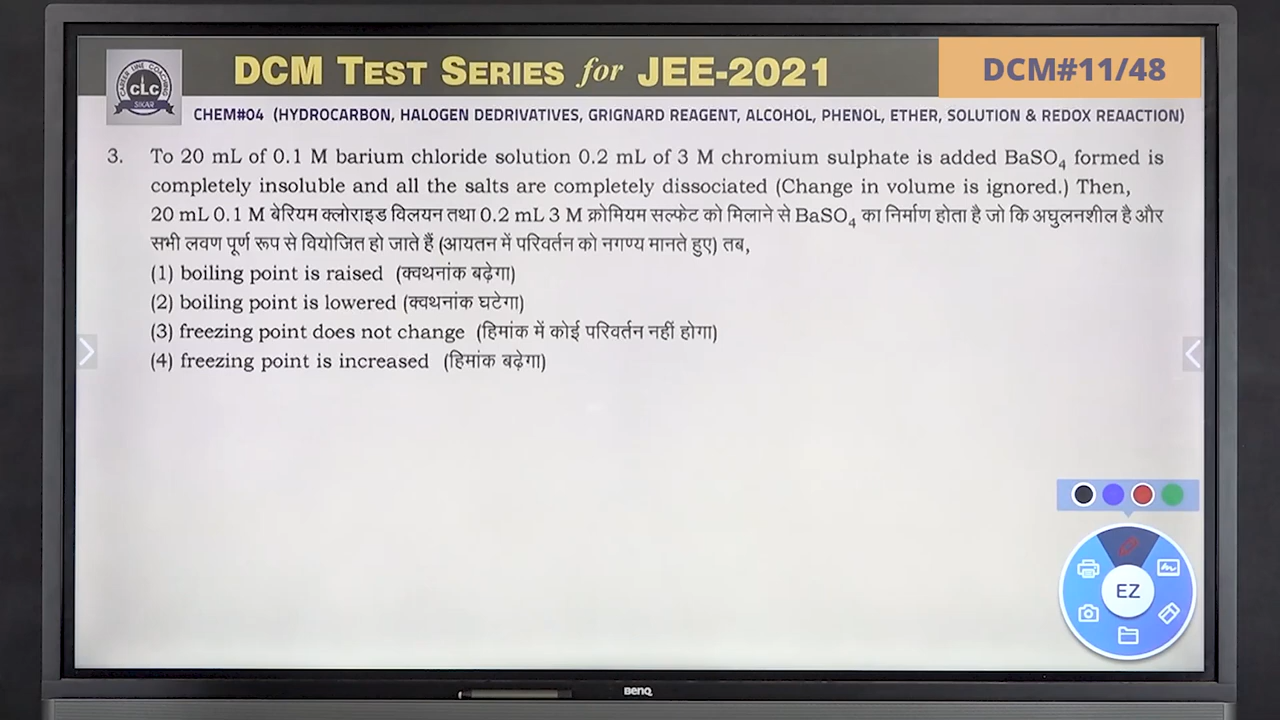 DCM TEST SERIES for JEE-2021
DCM#11/48
CAREER LINE COACHING
CLC
SIKAR
CHEM#04 (HYDROCARBON, HALOGEN DEDRIVATIVES, GRIGNARD REAGENT, ALCOHOL, PHENOL, ETHER, SOLUTION & REDOX REAACTION)
3. To 20 mL of 0.1 M barium chloride solution 0.2 mL of 3 M chromium sulphate is added BaSO₄ formed is
completely insoluble and all the salts are completely dissociated (Change in volume is ignored.) Then,
20 mL 0.1 M बेरियम क्लोराइड विलयन तथा 0.2 mL 3 M क्रोमियम सल्फेट को मिलाने से BaSO₄ का निर्माण होता है जो कि अघुलनशील है और
सभी लवण पूर्ण रूप से वियोजित हो जाते हैं (आयतन में परिवर्तन को नगण्य मानते हुए) तब,
(1) boiling point is raised (क्वथनांक बढ़ेगा)
(2) boiling point is lowered (क्वथनांक घटेगा)
(3) freezing point does not change (हिमांक में कोई परिवर्तन नहीं होगा)
(4) freezing point is increased (हिमांक बढ़ेगा)
EZ
BenQ